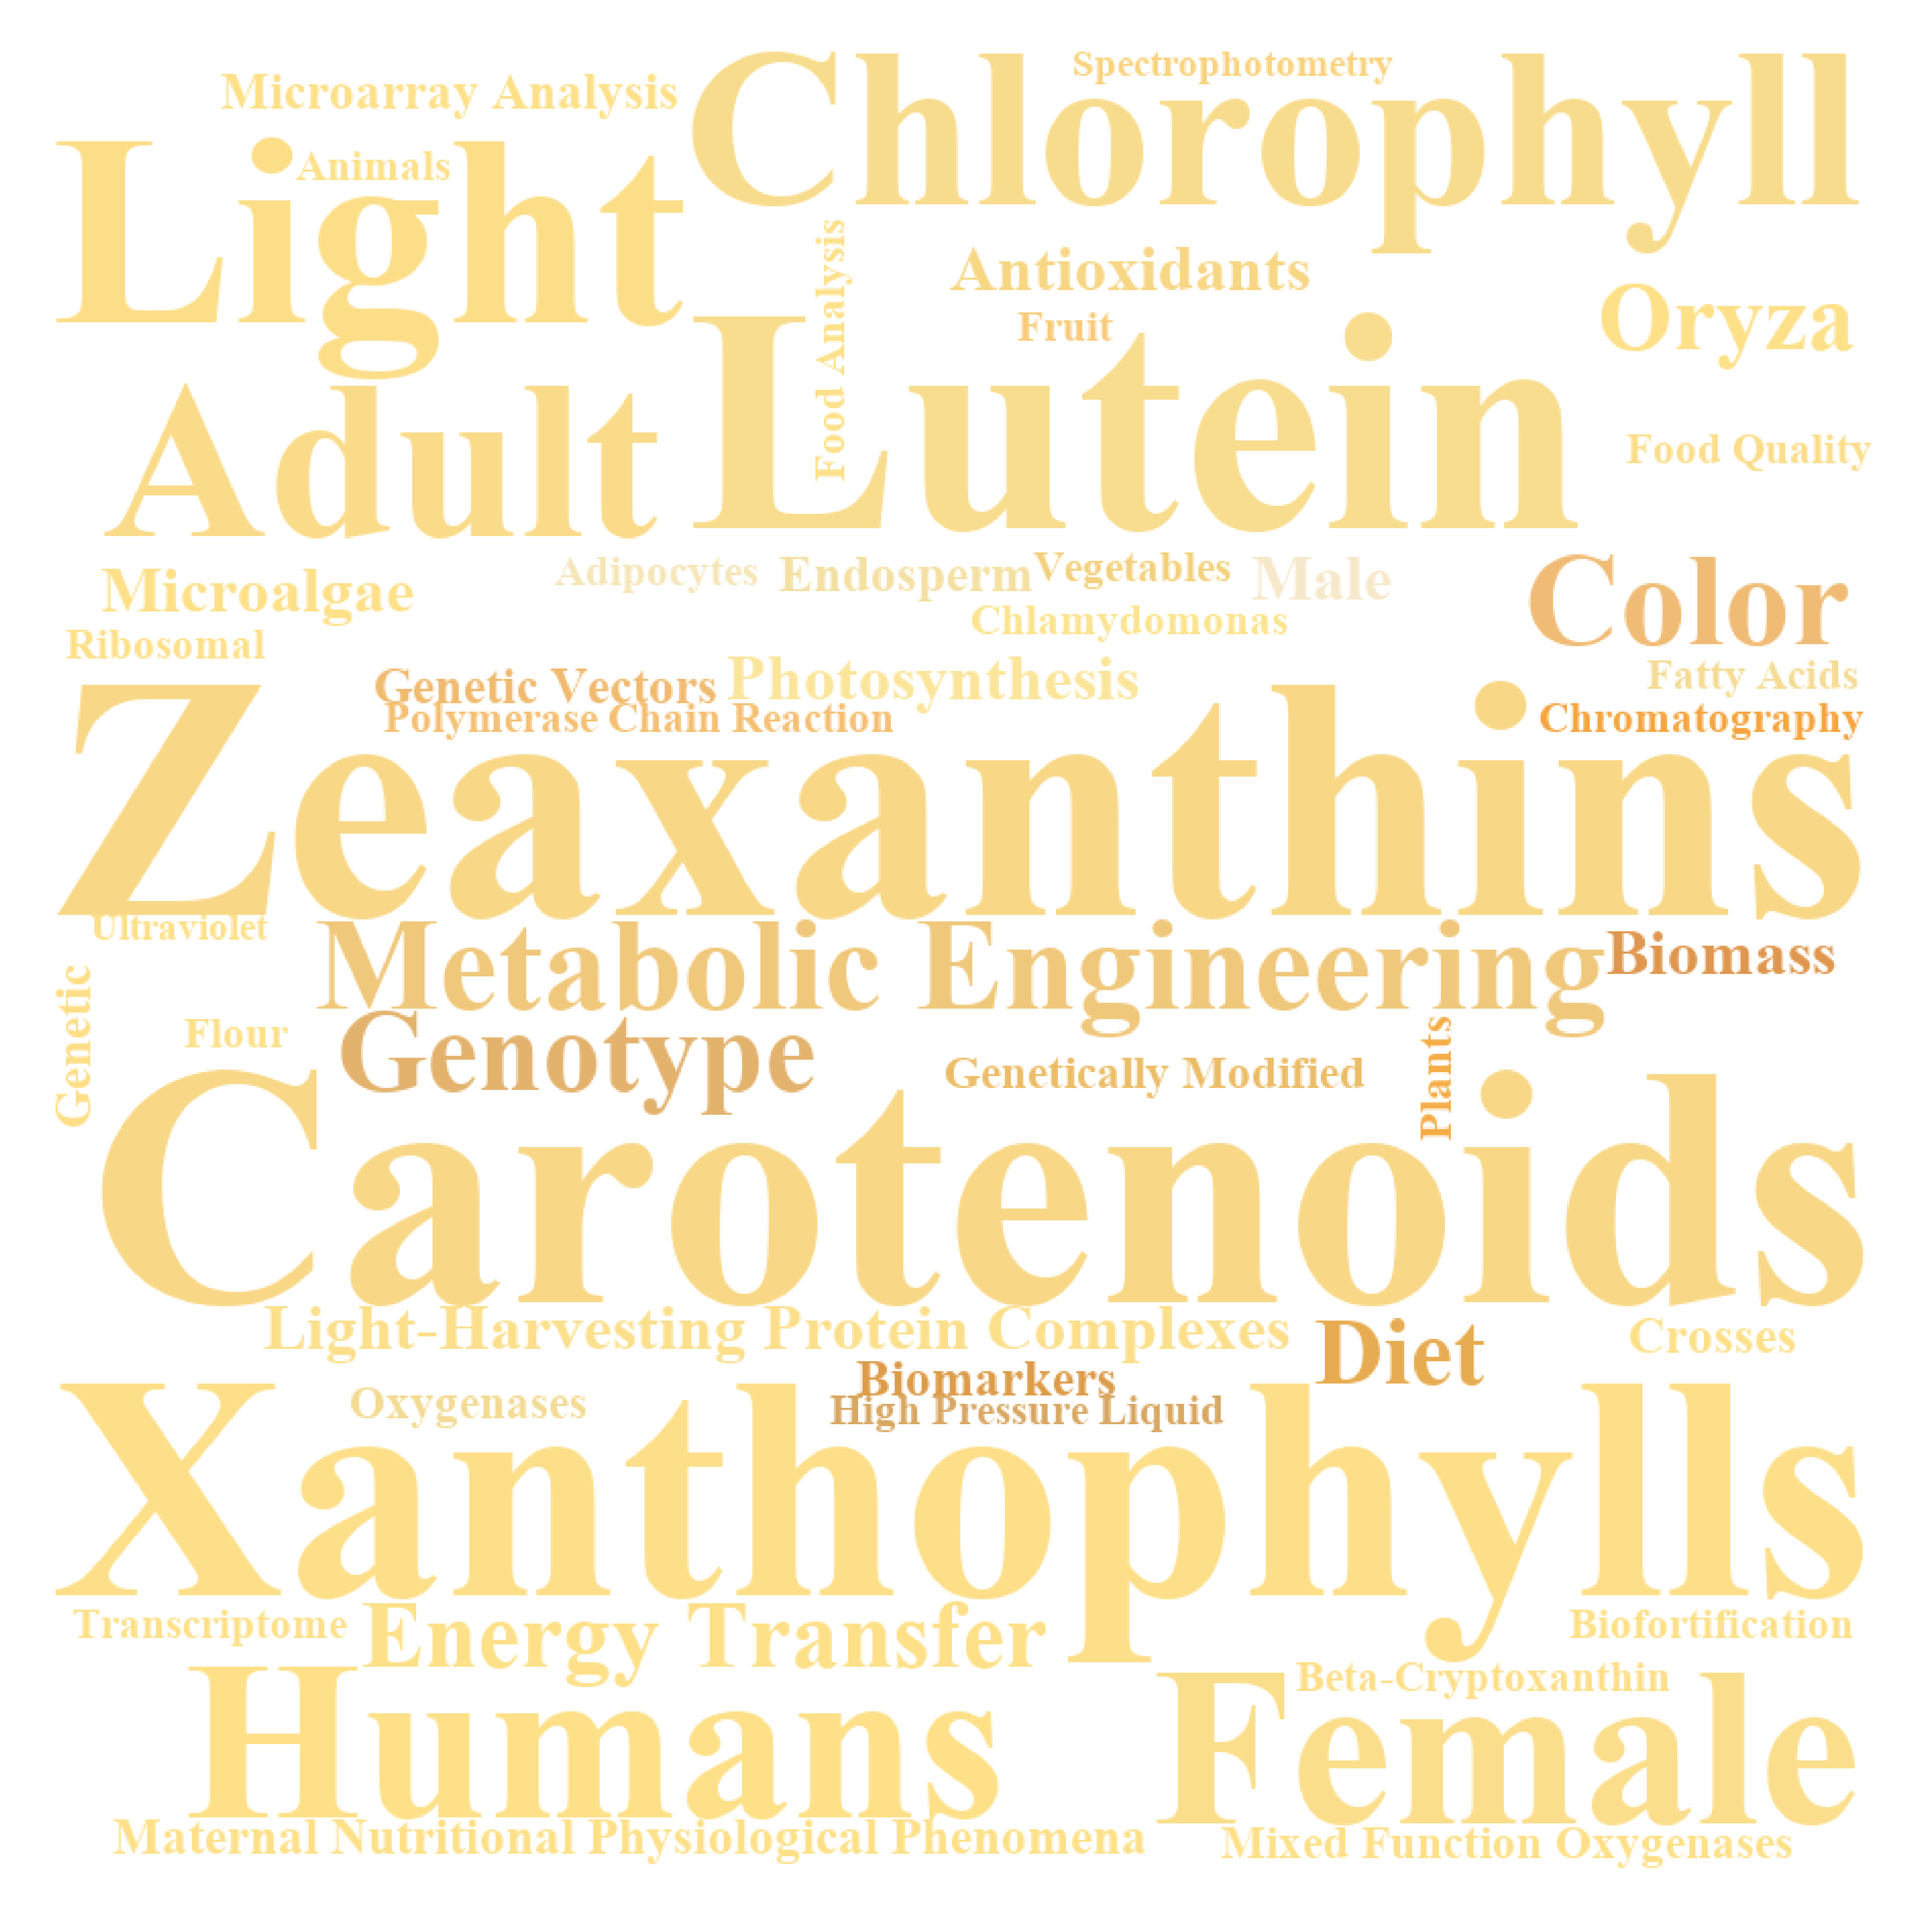 Spectrophotometry
Chlorophyll
Microarray Analysis
Light
Animals
Food Analysis
Antioxidants
Oryza
Fruit
Lutein
Adult
Food Quality
Adipocytes
Endosperm
Vegetables
Male
Color
Microalgae
Chlamydomonas
Ribosomal
Photosynthesis
Fatty Acids
Genetic Vectors
Polymerase Chain Reaction
Chromatography
Zeaxanthins
Ultraviolet
Metabolic Engineering
Biomass
Genetic
Flour
Genotype
Genetically Modified
Plants
Carotenoids
Light-Harvesting Protein Complexes
Diet
Crosses
Biomarkers
Oxygenases
High Pressure Liquid
Xanthophylls
Transcriptome
Energy Transfer
Biofortification
Humans
Beta-Cryptoxanthin
Female
Maternal Nutritional Physiological Phenomena
Mixed Function Oxygenases